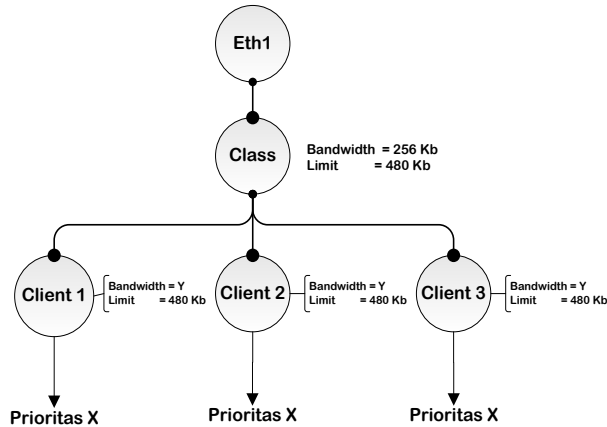 Eth1
Class
Bandwidth = 256 Kb
Limit = 480 Kb
Client 1
Bandwidth = Y
Limit = 480 Kb
Client 2
Bandwidth = Y
Limit = 480 Kb
Client 3
Bandwidth = Y
Limit = 480 Kb
Prioritas X
Prioritas X
Prioritas X